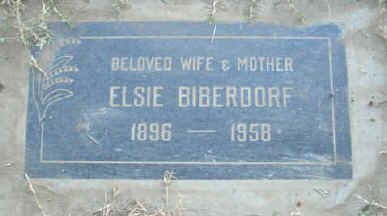 BELOVED WIFE & MOTHER
ELSIE BIBERDORF
1896 — 1958